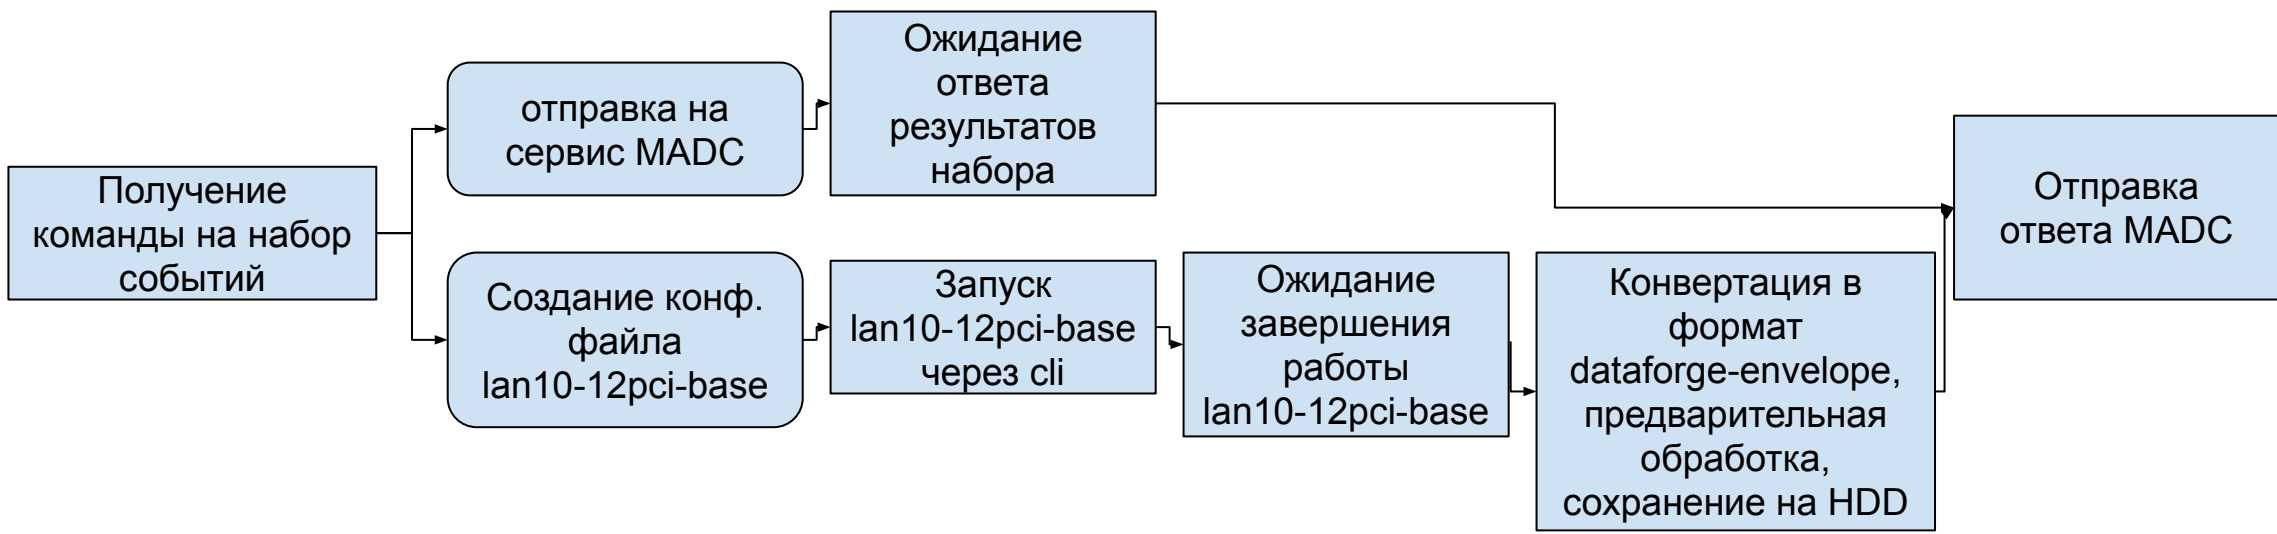 Получение
команды на набор
событий
отправка на
сервис MADC
Ожидание
ответа
результатов
набора
Создание конф.
файла
lan10-12pci-base
Запуск
lan10-12pci-base
через cli
Ожидание
завершения
работы
lan10-12pci-base
Конвертация в
формат
dataforge-envelope,
предварительная
обработка,
сохранение на HDD
Отправка
ответа MADC